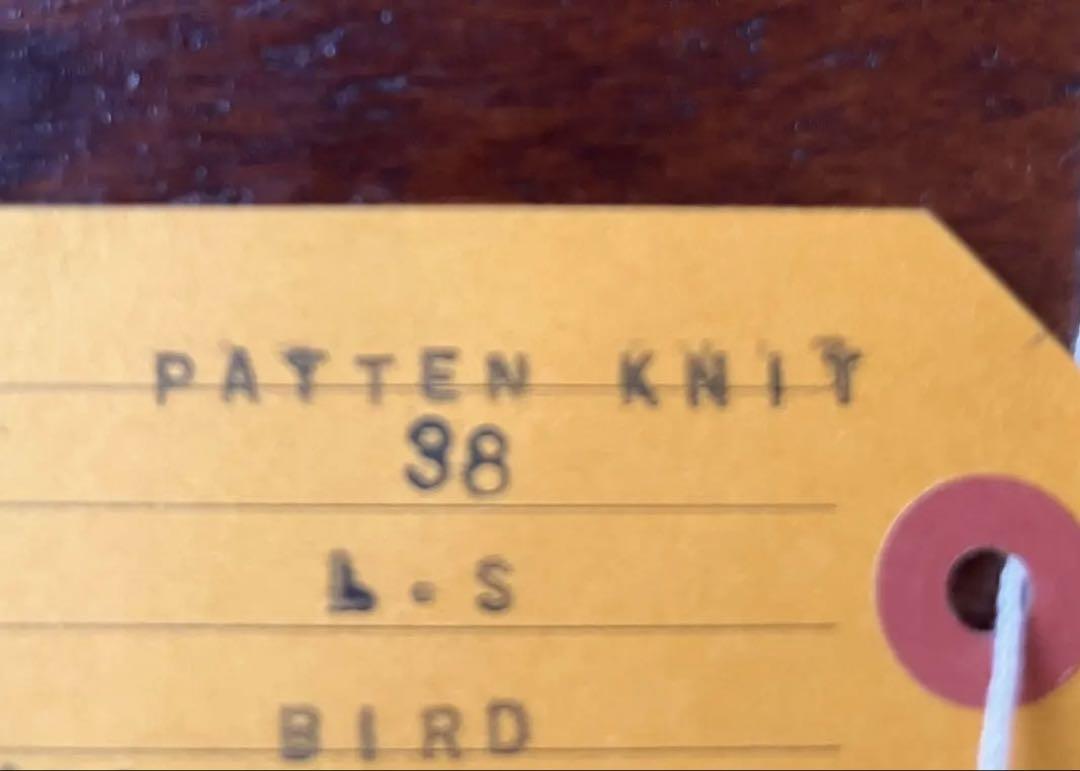 PATTEN KNIT
38
L.S
BIRD